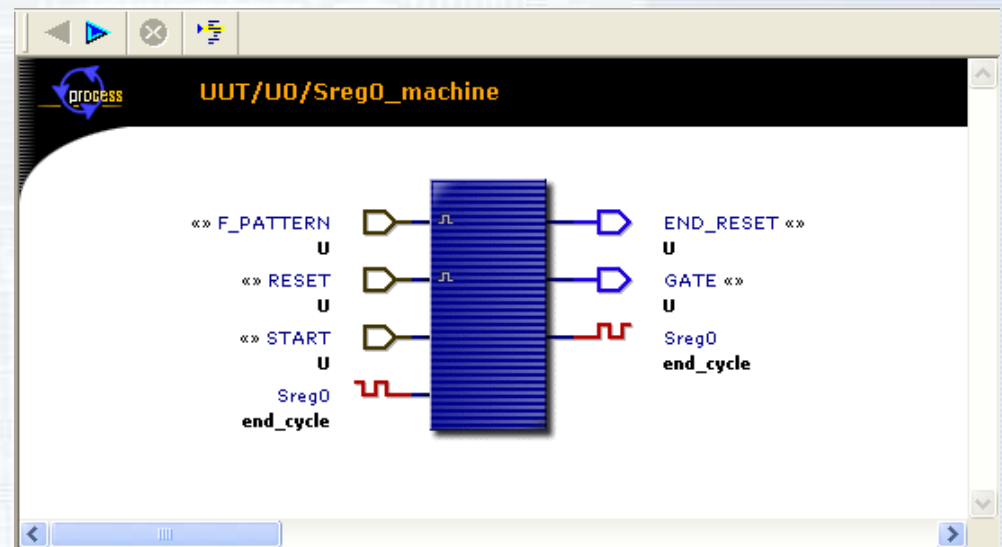 process
UUT/U0/Sreg0_machine
«» F_PATTERN
U
«» RESET
U
«» START
U
Sreg0
end_cycle
END_RESET «»
U
GATE «»
U
Sreg0
end_cycle